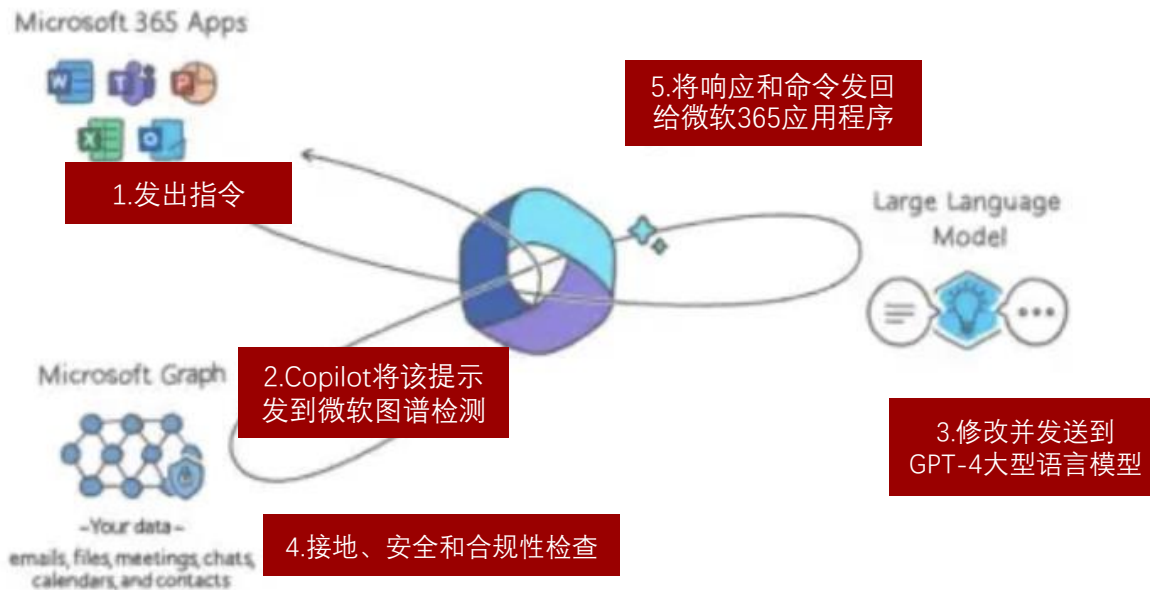 Microsoft 365 Apps
W
T
P
X
O
1.发出指令
5.将响应和命令发回
给微软365应用程序
Large Language
Model
Microsoft Graph
2.Copilot将该提示
发到微软图谱检测
3.修改并发送到
GPT-4大型语言模型
-Your data-
emails, files, meetings, chats,
calendars, and contacts
4.接地、安全和合规性检查